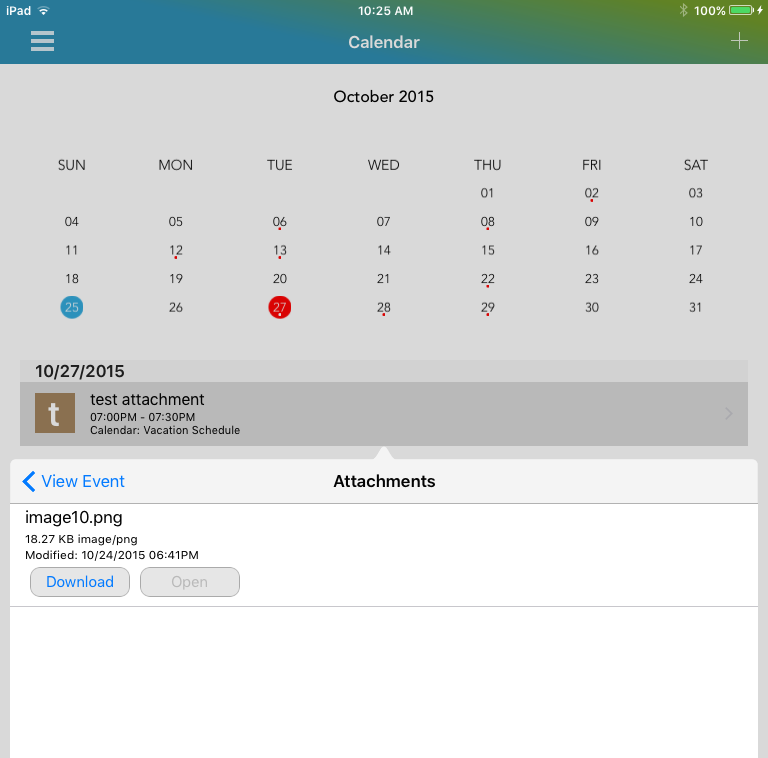 iPad 10:25 AM 100%
Calendar
October 2015
SUN MON TUE WED THU FRI SAT
01 02 03
04 05 06 07 08 09 10
11 12 13 14 15 16 17
18 19 20 21 22 23 24
25 26 27 28 29 30 31
10/27/2015
t
test attachment
07:00PM - 07:30PM
Calendar: Vacation Schedule
View Event Attachments
image10.png
18.27 KB image/png
Modified: 10/24/2015 06:41PM
Download Open